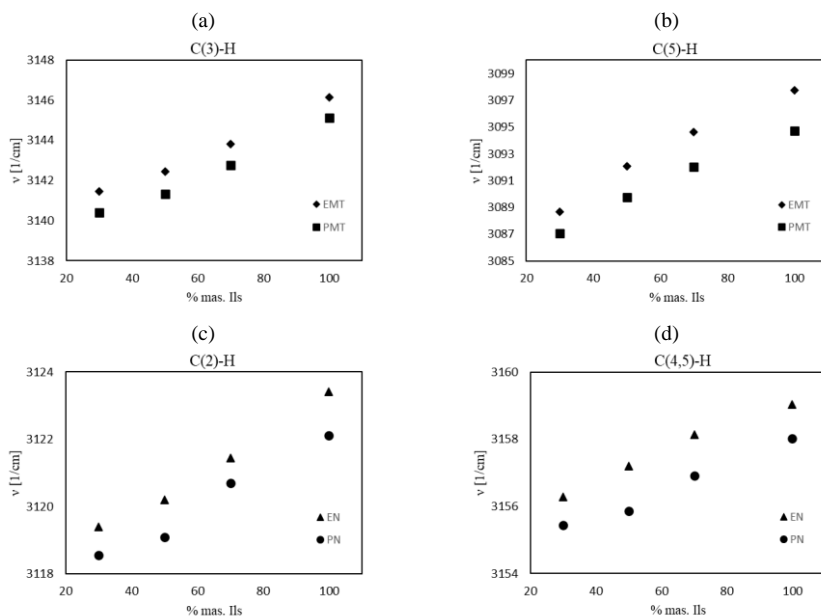 (a)
C(3)-H
3148
3146
3144
3142
3140
3138
ν [1/cm]
EMT
PMT
20 40 60 80 100
% mas. Ils
(b)
C(5)-H
3099
3097
3095
3093
3091
3089
3087
3085
ν [1/cm]
EMT
PMT
20 40 60 80 100
% mas. Ils
(c)
C(2)-H
3124
3122
3120
3118
ν [1/cm]
EN
PN
20 40 60 80 100
% mas. Ils
(d)
C(4,5)-H
3160
3158
3156
3154
ν [1/cm]
EN
PN
20 40 60 80 100
% mas. Ils